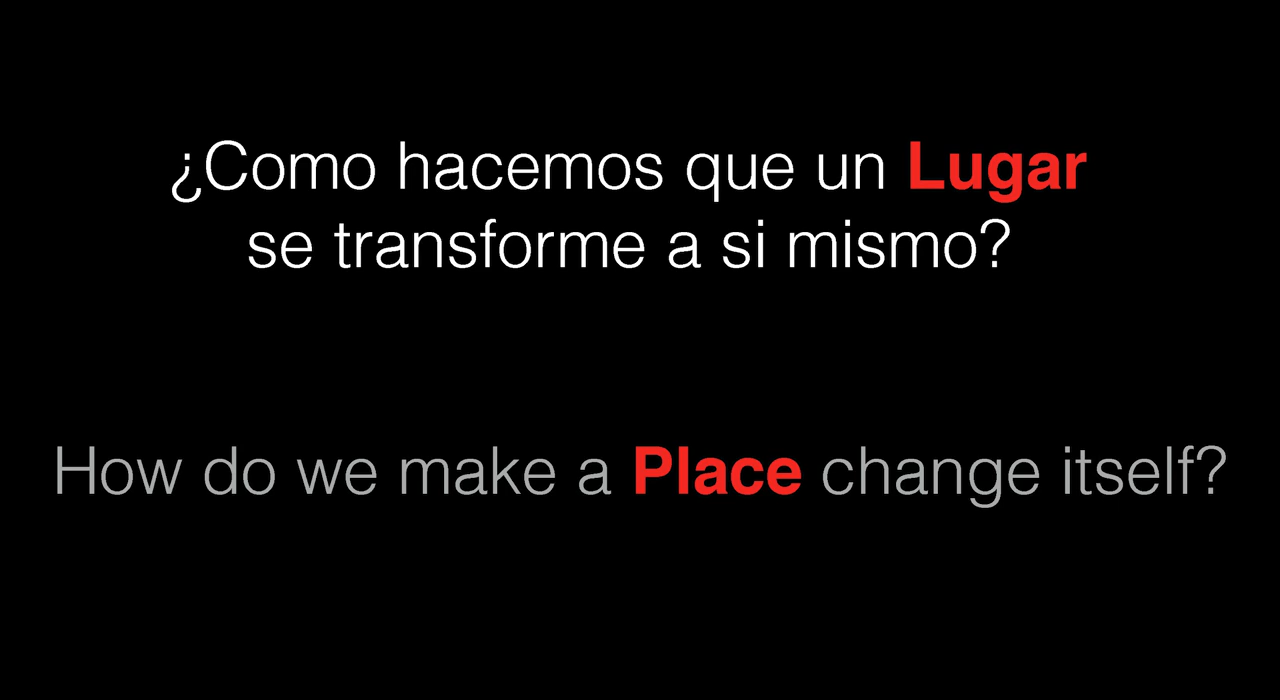 ¿Como hacemos que un Lugar
se transforme a si mismo?
How do we make a Place change itself?